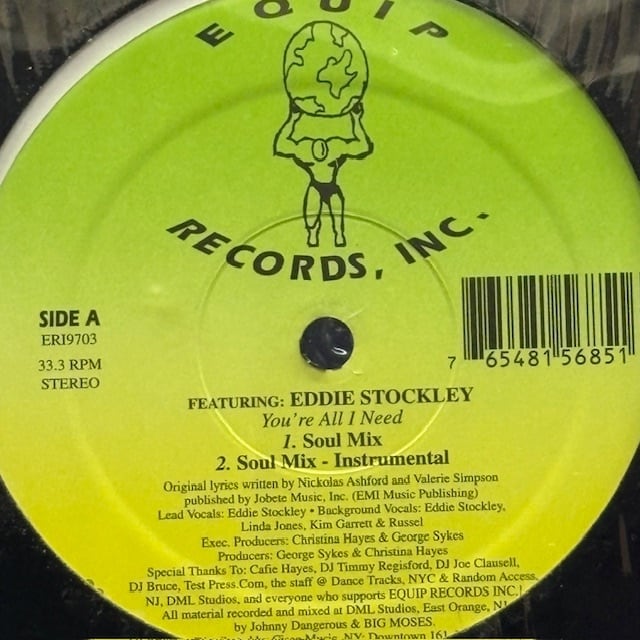 EQUIP
RECORDS, INC.
SIDE A
ERI9703
33.3 RPM
STEREO
7 65481 56851
FEATURING: EDDIE STOCKLEY
You're All I Need
1. Soul Mix
2. Soul Mix - Instrumental
Original lyrics written by Nickolas Ashford and Valerie Simpson
published by Jobete Music, Inc. (EMI Music Publishing)
Lead Vocals: Eddie Stockley • Background Vocals: Eddie Stockley,
Linda Jones, Kim Garrett & Russel
Exec. Producers: Christina Hayes & George Sykes
Producers: George Sykes & Christina Hayes
Special Thanks To: Cafie Hayes, DJ Timmy Regisford, DJ Joe Clausell,
DJ Bruce, Test Press.Com, the staff @ Dance Tracks, NYC & Random Access,
NJ, DML Studios, and everyone who supports EQUIP RECORDS INC.
All material recorded and mixed at DML Studios, East Orange, NJ
by Johnny Dangerous & BIG MOSES.
Music, NY: Downtown 161